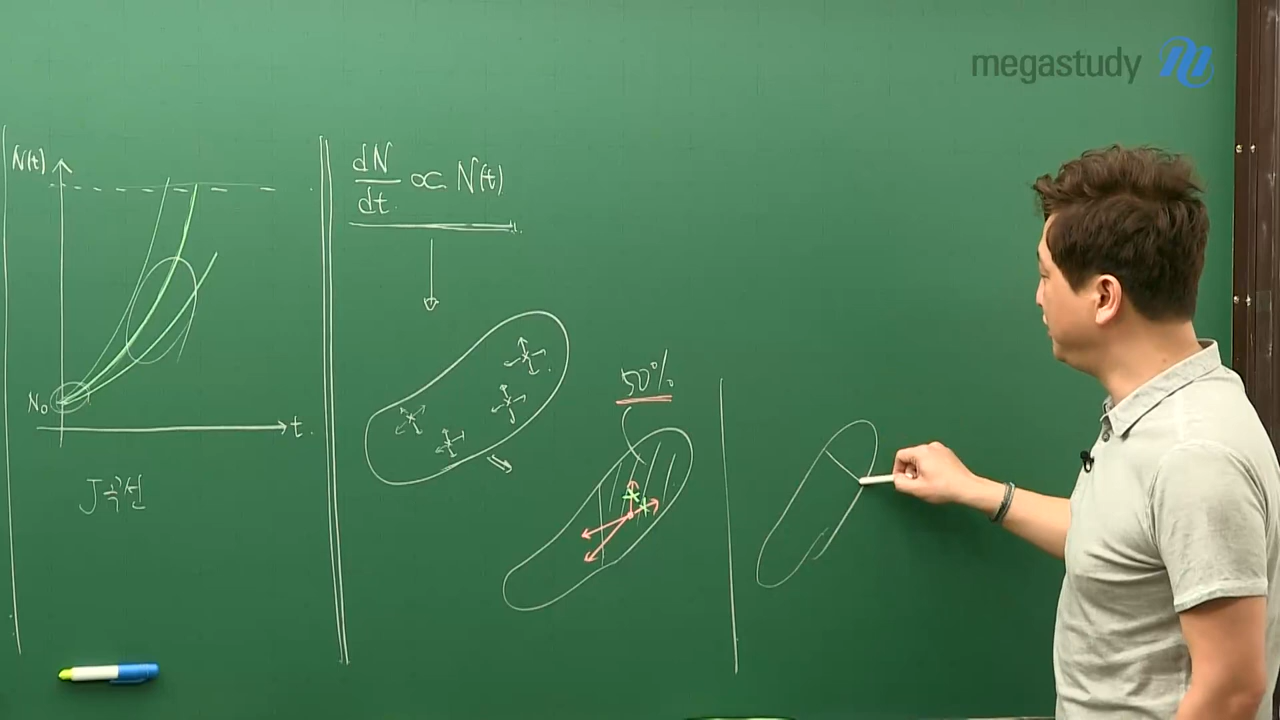 megastudy
N(t)
N₀
t.
J곡선
dN/dt ∝ N(t)
50%